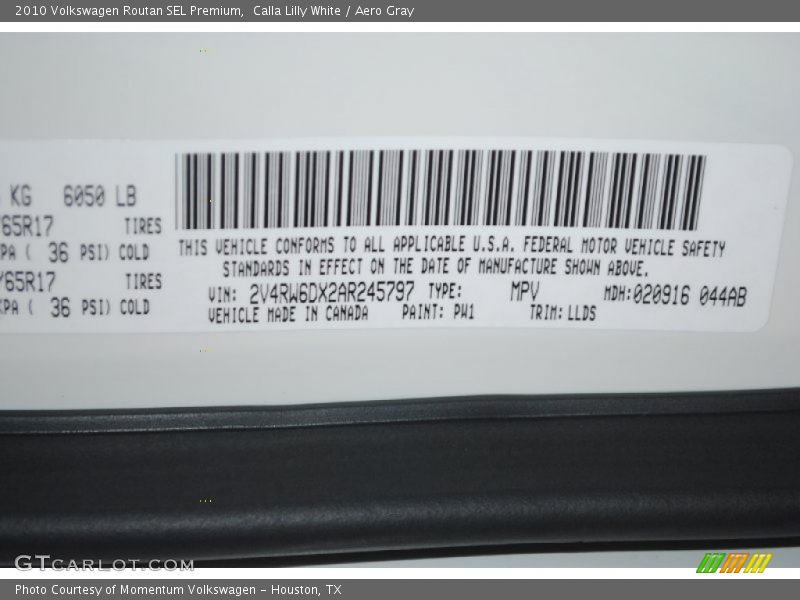 2010 Volkswagen Routan SEL Premium,  Calla Lilly White / Aero Gray
KG 6050 LB
/65R17 TIRES
KPA ( 36 PSI) COLD
/65R17 TIRES
KPA ( 36 PSI) COLD
THIS VEHICLE CONFORMS TO ALL APPLICABLE U.S.A. FEDERAL MOTOR VEHICLE SAFETY
STANDARDS IN EFFECT ON THE DATE OF MANUFACTURE SHOWN ABOVE.
VIN: 2V4RW6DX2AR245797 TYPE: MPV MDH:020916 044AB
VEHICLE MADE IN CANADA PAINT: PW1 TRIM: LLDS
GTCARLOT.COM
Photo Courtesy of Momentum Volkswagen - Houston, TX